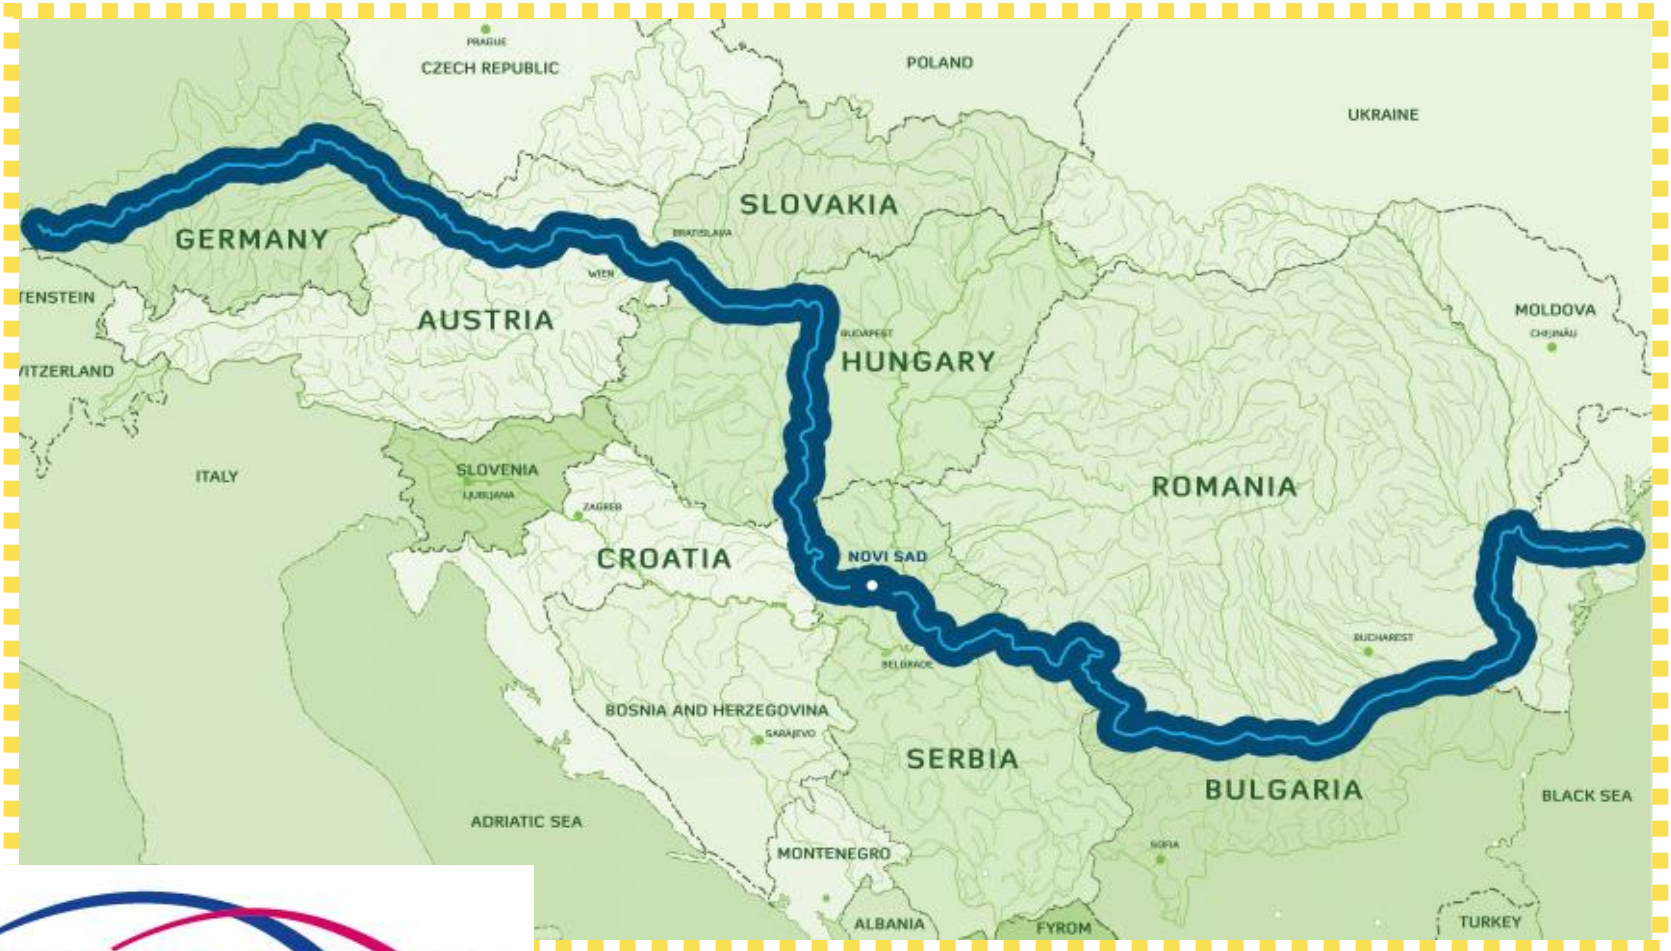 PRAGUE
CZECH REPUBLIC
POLAND
UKRAINE
SLOVAKIA
BRATISLAVA
GERMANY
WIEN
TENSTEIN
AUSTRIA
MOLDOVA
CHIȘINĂU
BUDAPEST
HUNGARY
VITZERLAND
ITALY
SLOVENIA
LJUBLJANA
ROMANIA
ZAGREB
CROATIA
NOVI SAD
BUCHAREST
BELGRADE
BOSNIA AND HERZEGOVINA
SARAJEVO
SERBIA
BULGARIA
BLACK SEA
ADRIATIC SEA
SOFIA
MONTENEGRO
ALBANIA
FYROM
TURKEY